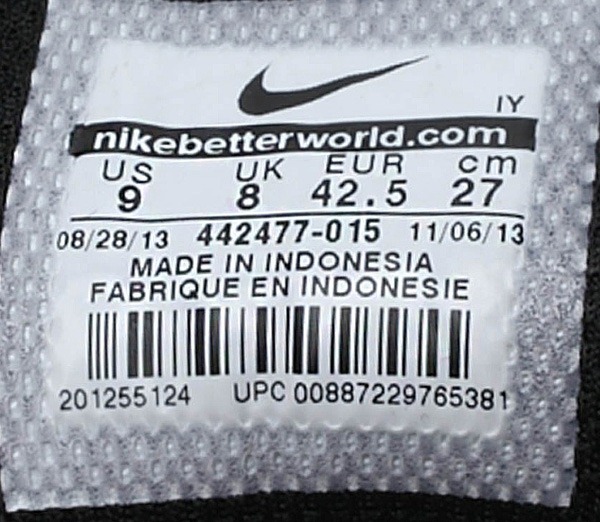 IY
nikebetterworld.com
US UK EUR cm
9 8 42.5 27
08/28/13 442477-015 11/06/13
MADE IN INDONESIA
FABRIQUE EN INDONESIE
201255124 UPC 00887229765381